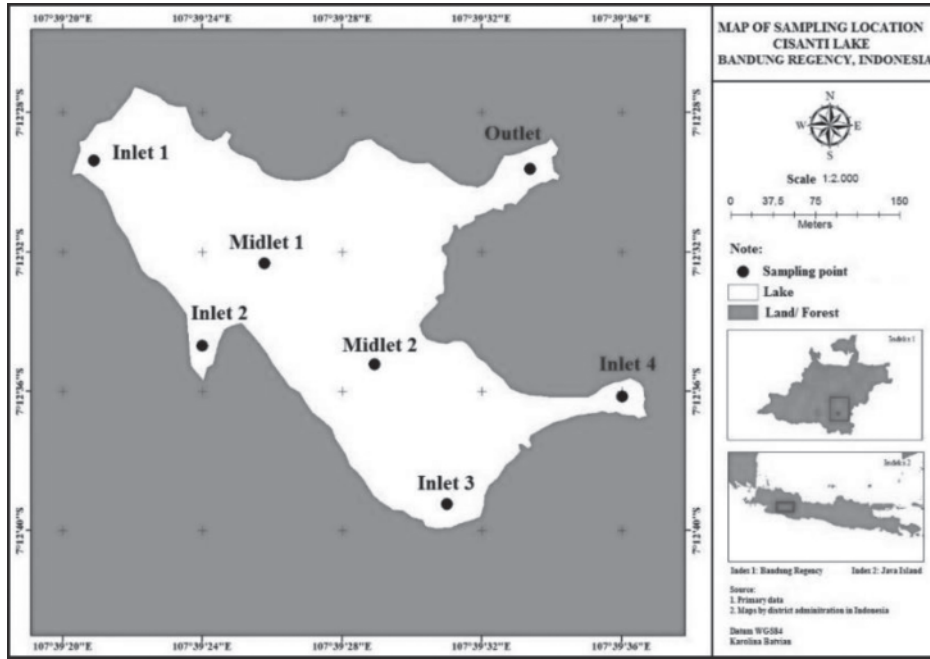 107°39'20"E 107°39'24"E 107°39'28"E 107°39'32"E 107°39'36"E
7°12'28"S
7°12'32"S
7°12'36"S
7°12'40"S
Inlet 1
Outlet
Midlet 1
Inlet 2
Midlet 2
Inlet 4
Inlet 3
7°12'28"S
7°12'32"S
7°12'36"S
7°12'40"S
107°39'20"E 107°39'24"E 107°39'28"E 107°39'32"E 107°39'36"E
MAP OF SAMPLING LOCATION
CISANTI LAKE
BANDUNG REGENCY, INDONESIA
N
W E
S
Scale 1:2.000
0 37.5 75 150
Meters
Note:
Sampling point
Lake
Land/ Forest
Indeks 1
Indeks 2
Index 1: Bandung Regency Index 2: Java Island
Source:
1. Primary data
2. Maps by district adminitration in Indonesia
Datum WGS84
Karolina Batvian